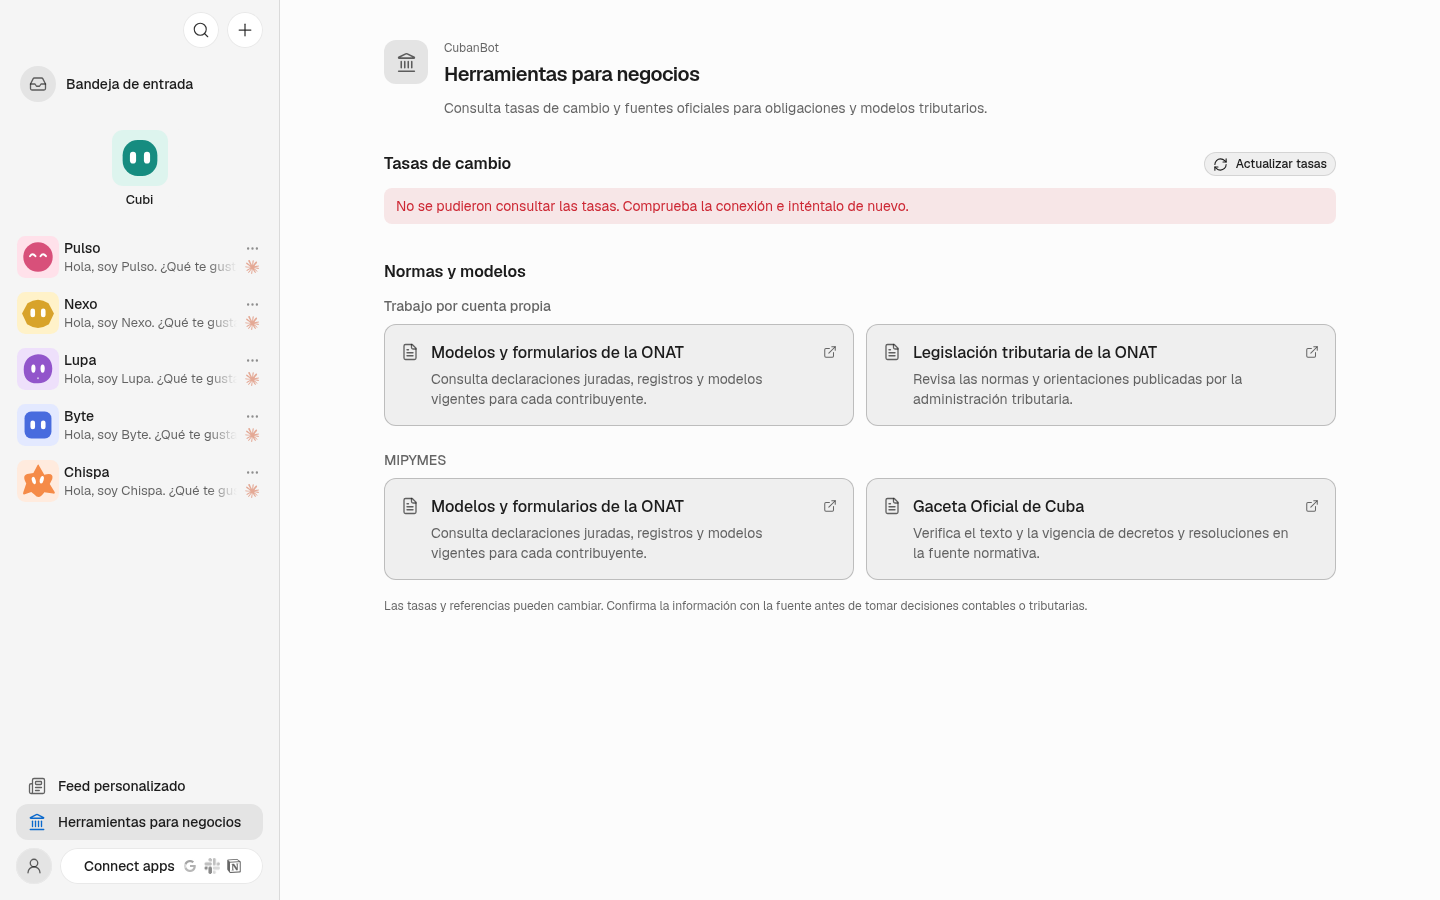 Bandeja de entrada
Cubi
Pulso
Hola, soy Pulso. ¿Qué te gust
Nexo
Hola, soy Nexo. ¿Qué te gust
Lupa
Hola, soy Lupa. ¿Qué te gust
Byte
Hola, soy Byte. ¿Qué te gusta
Chispa
Hola, soy Chispa. ¿Qué te gu
Feed personalizado
Herramientas para negocios
Connect apps
CubanBot
Herramientas para negocios
Consulta tasas de cambio y fuentes oficiales para obligaciones y modelos tributarios.
Tasas de cambio
Actualizar tasas
No se pudieron consultar las tasas. Comprueba la conexión e inténtalo de nuevo.
Normas y modelos
Trabajo por cuenta propia
Modelos y formularios de la ONAT
Consulta declaraciones juradas, registros y modelos
vigentes para cada contribuyente.
Legislación tributaria de la ONAT
Revisa las normas y orientaciones publicadas por la
administración tributaria.
MIPYMES
Modelos y formularios de la ONAT
Consulta declaraciones juradas, registros y modelos
vigentes para cada contribuyente.
Gaceta Oficial de Cuba
Verifica el texto y la vigencia de decretos y resoluciones en
la fuente normativa.
Las tasas y referencias pueden cambiar. Confirma la información con la fuente antes de tomar decisiones contables o tributarias.